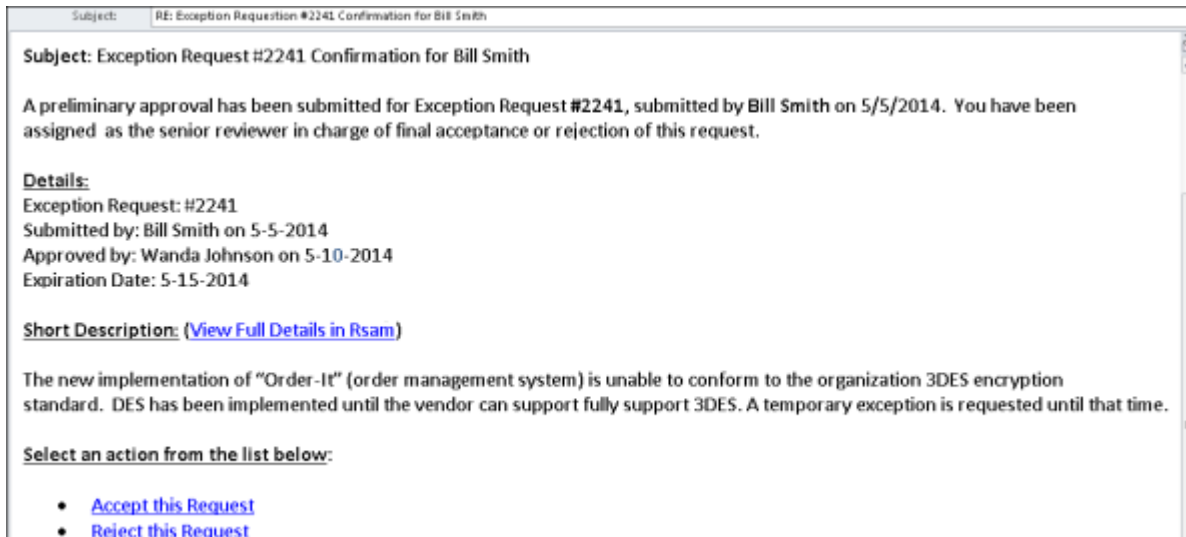 Subject: RE: Exception Requestion #2241 Confirmation for Bill Smith
Subject: Exception Request #2241 Confirmation for Bill Smith
A preliminary approval has been submitted for Exception Request #2241, submitted by Bill Smith on 5/5/2014. You have been
assigned as the senior reviewer in charge of final acceptance or rejection of this request.
Details:
Exception Request: #2241
Submitted by: Bill Smith on 5-5-2014
Approved by: Wanda Johnson on 5-10-2014
Expiration Date: 5-15-2014
Short Description: (View Full Details in Rsam)
The new implementation of “Order-It” (order management system) is unable to conform to the organization 3DES encryption
standard. DES has been implemented until the vendor can support fully support 3DES. A temporary exception is requested until that time.
Select an action from the list below:
• Accept this Request
• Reject this Request